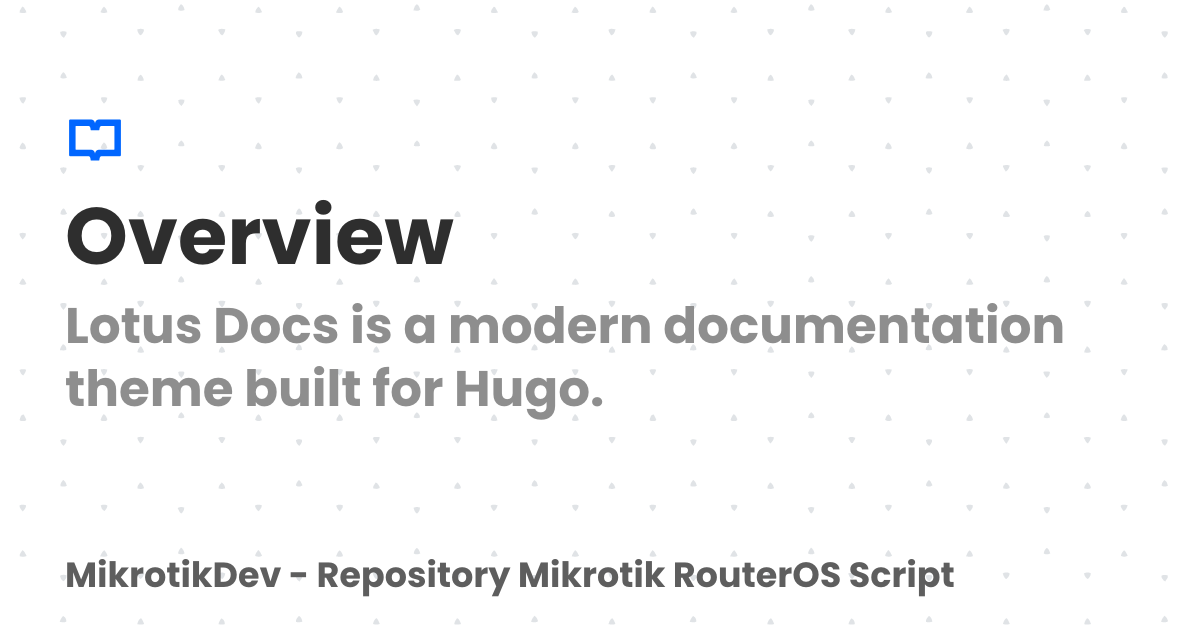 Overview
Lotus Docs is a modern documentation
theme built for Hugo.
MikrotikDev - Repository Mikrotik RouterOS Script